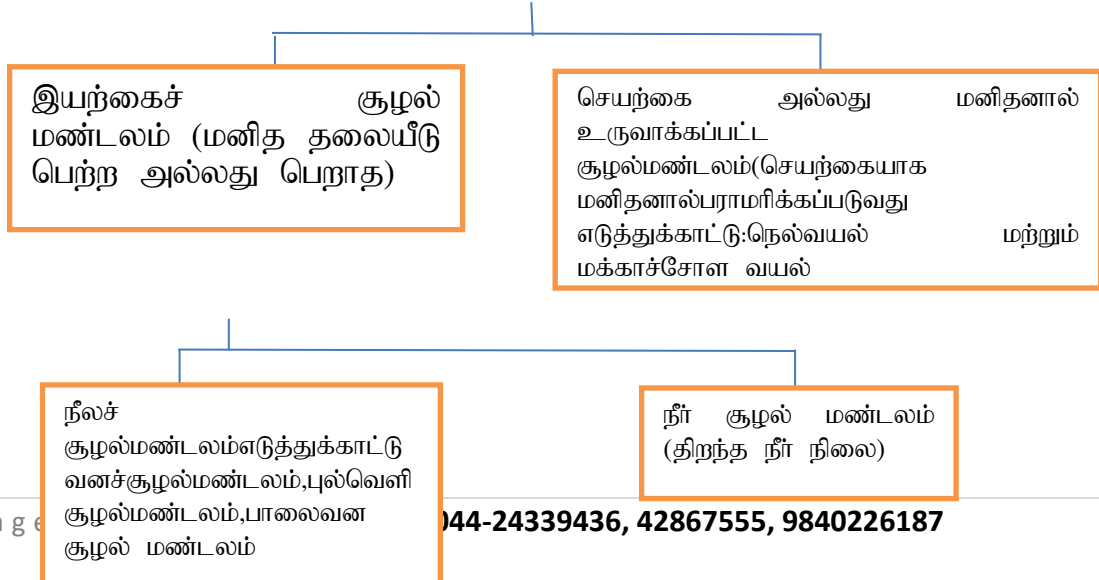 இயற்கைச் சூழல்
மண்டலம் (மனித தலையீடு
பெற்ற அல்லது பெறாத)
செயற்கை அல்லது மனிதனால்
உருவாக்கப்பட்ட
சூழல்மண்டலம்(செயற்கையாக
மனிதனால்பராமரிக்கப்படுவது
எடுத்துக்காட்டு:நெல்வயல் மற்றும்
மக்காச்சோள வயல்
நீலச்
சூழல்மண்டலம்எடுத்துக்காட்டு
வனச்சூழல்மண்டலம்,புல்வெளி
சூழல்மண்டலம்,பாலைவன
சூழல் மண்டலம்
நீர் சூழல் மண்டலம்
(திறந்த நீர் நிலை)
044-24339436, 42867555, 9840226187